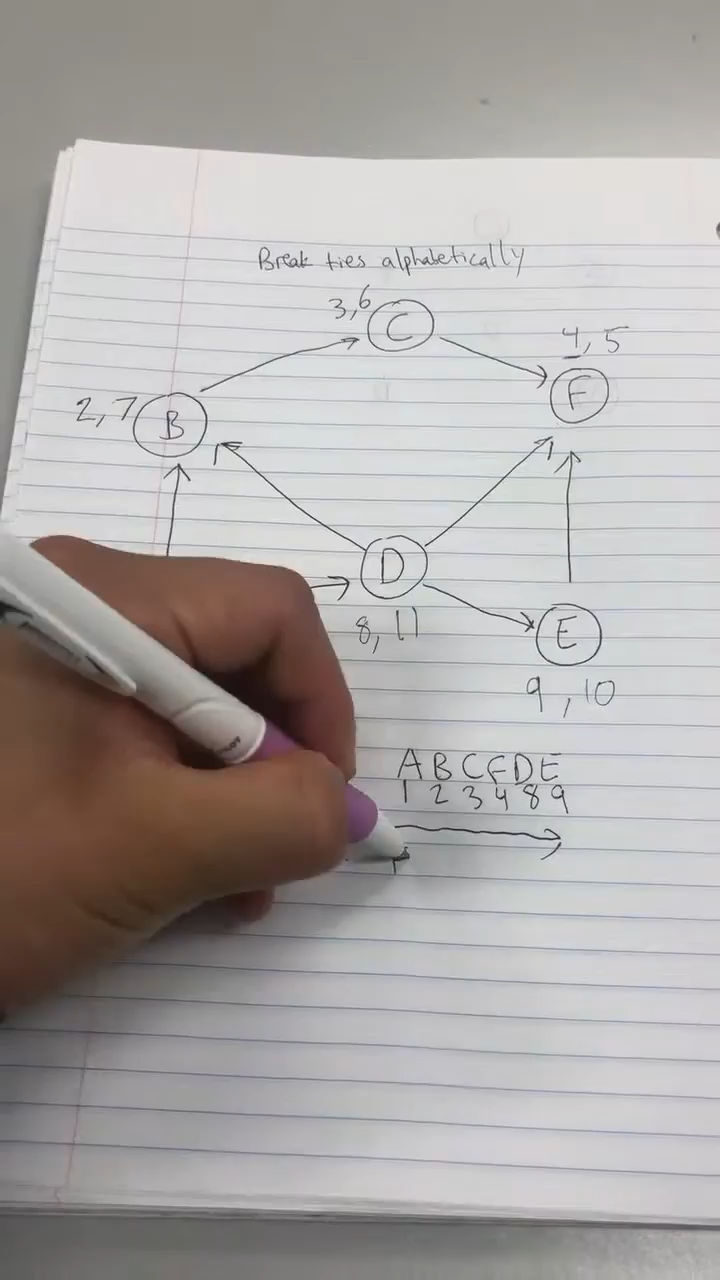 Break ties alphabetically
3,6
C
4, 5
F
2,7
B
D
8, 11
E
9, 10
ABCFDE
1 2 3 4 8 9